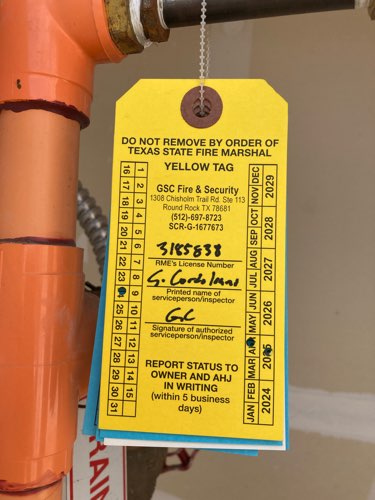 DO NOT REMOVE BY ORDER OF
TEXAS STATE FIRE MARSHAL
YELLOW TAG
GSC Fire & Security
1308 Chisholm Trail Rd. Ste 113
Round Rock TX 78681
(512)-697-8723
SCR-G-1677673
3185838
RME's License Number
G.
Printed name of
serviceperson/inspector
GC
Signature of authorized
serviceperson/inspector
REPORT STATUS TO
OWNER AND AHJ
IN WRITING
(within 5 business
days)
1 2 3 4 5 6 7 8 9 10 11 12 13 14 15
16 17 18 19 20 21 22 23 25 26 27 28 29 30 31
JAN FEB MAR MAY JUN JUL AUG SEP OCT NOV DEC
2024 2025 2026 2027 2028 2029
RAIN